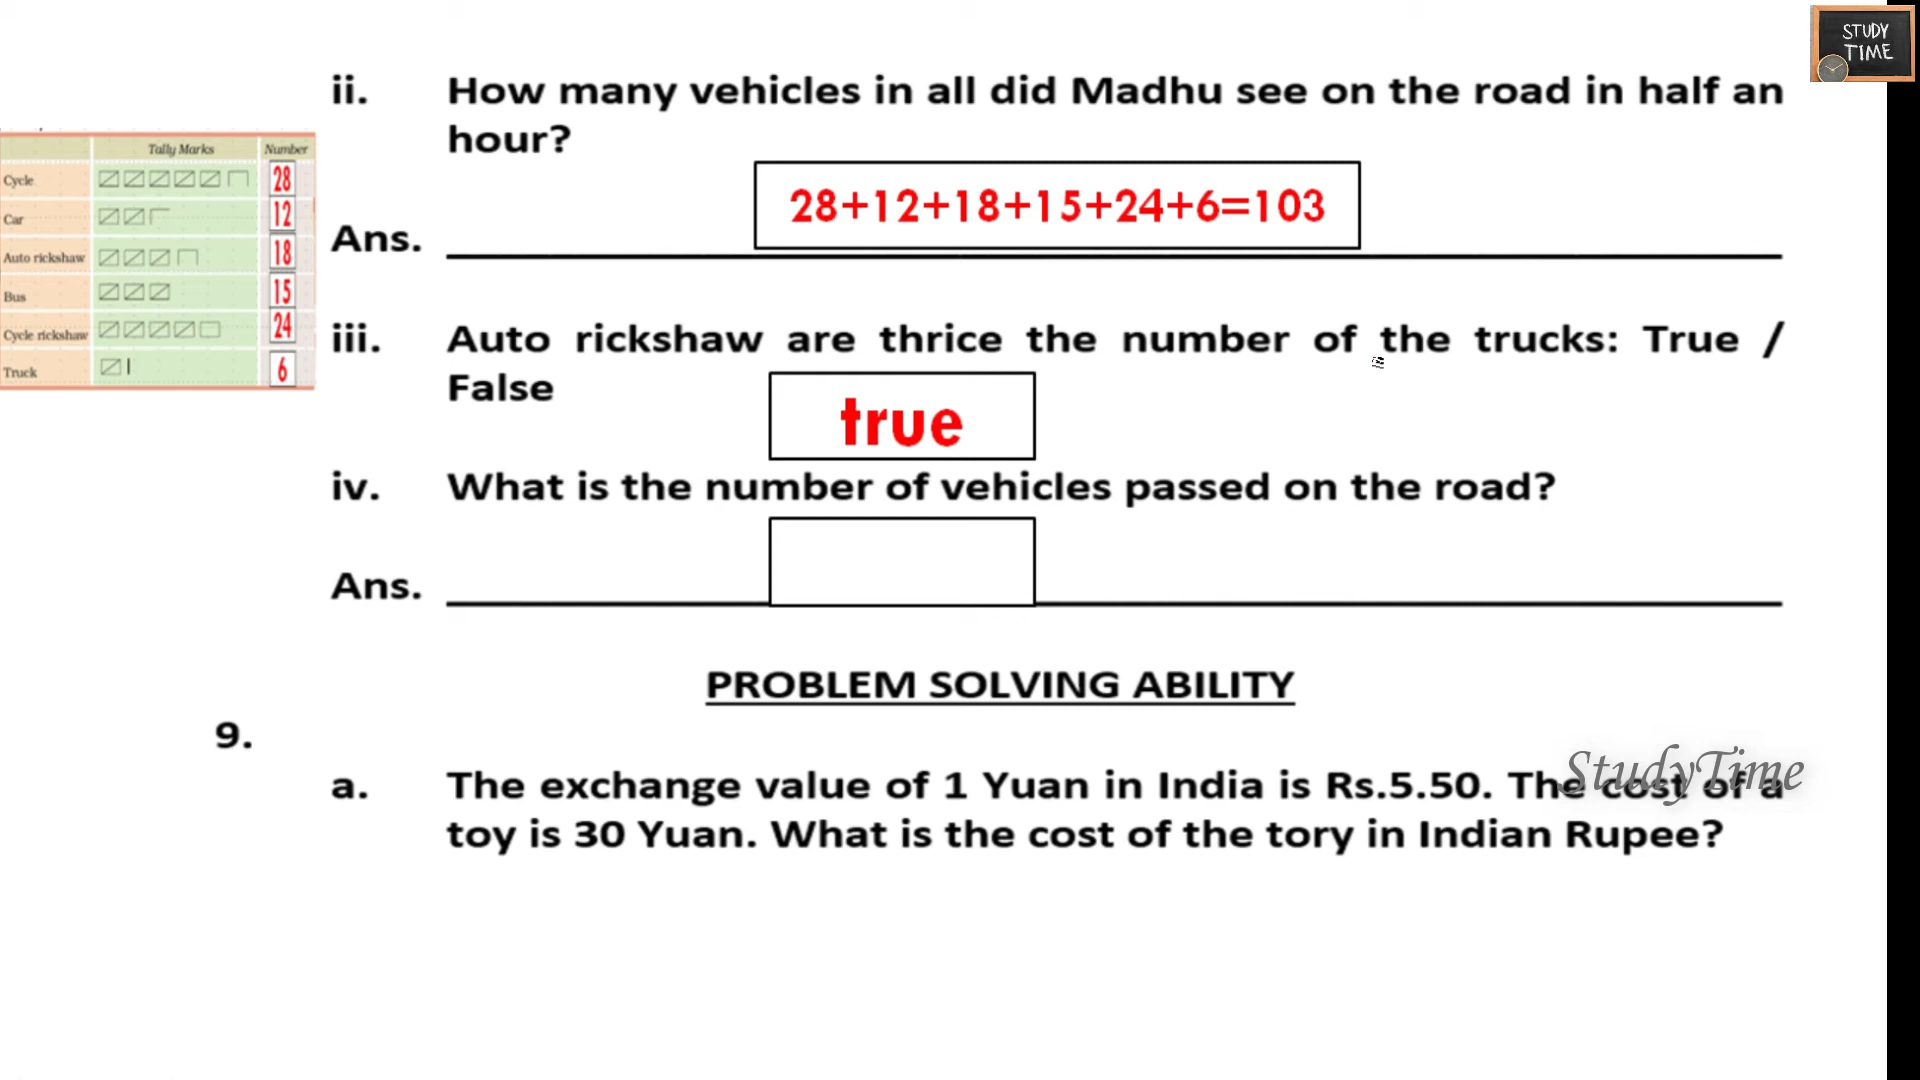 STUDY
TIME
ii. How many vehicles in all did Madhu see on the road in half an
hour?
Tally Marks Number
Cycle 28
Car 12
Auto rickshaw 18
Bus 15
Cycle rickshaw 24
Truck 6
28+12+18+15+24+6=103
Ans.
iii. Auto rickshaw are thrice the number of the trucks: True /
False
true
iv. What is the number of vehicles passed on the road?
Ans.
PROBLEM SOLVING ABILITY
9.
a. The exchange value of 1 Yuan in India is Rs.5.50. The cost of a
toy is 30 Yuan. What is the cost of the tory in Indian Rupee?
StudyTime